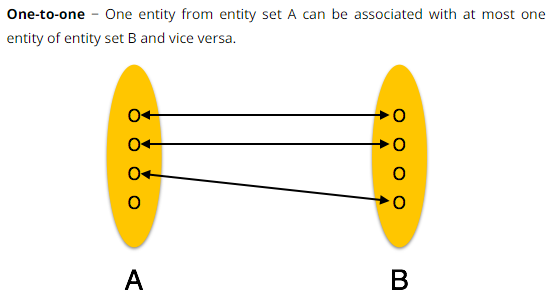 One-to-one – One entity from entity set A can be associated with at most one
entity of entity set B and vice versa.
A B